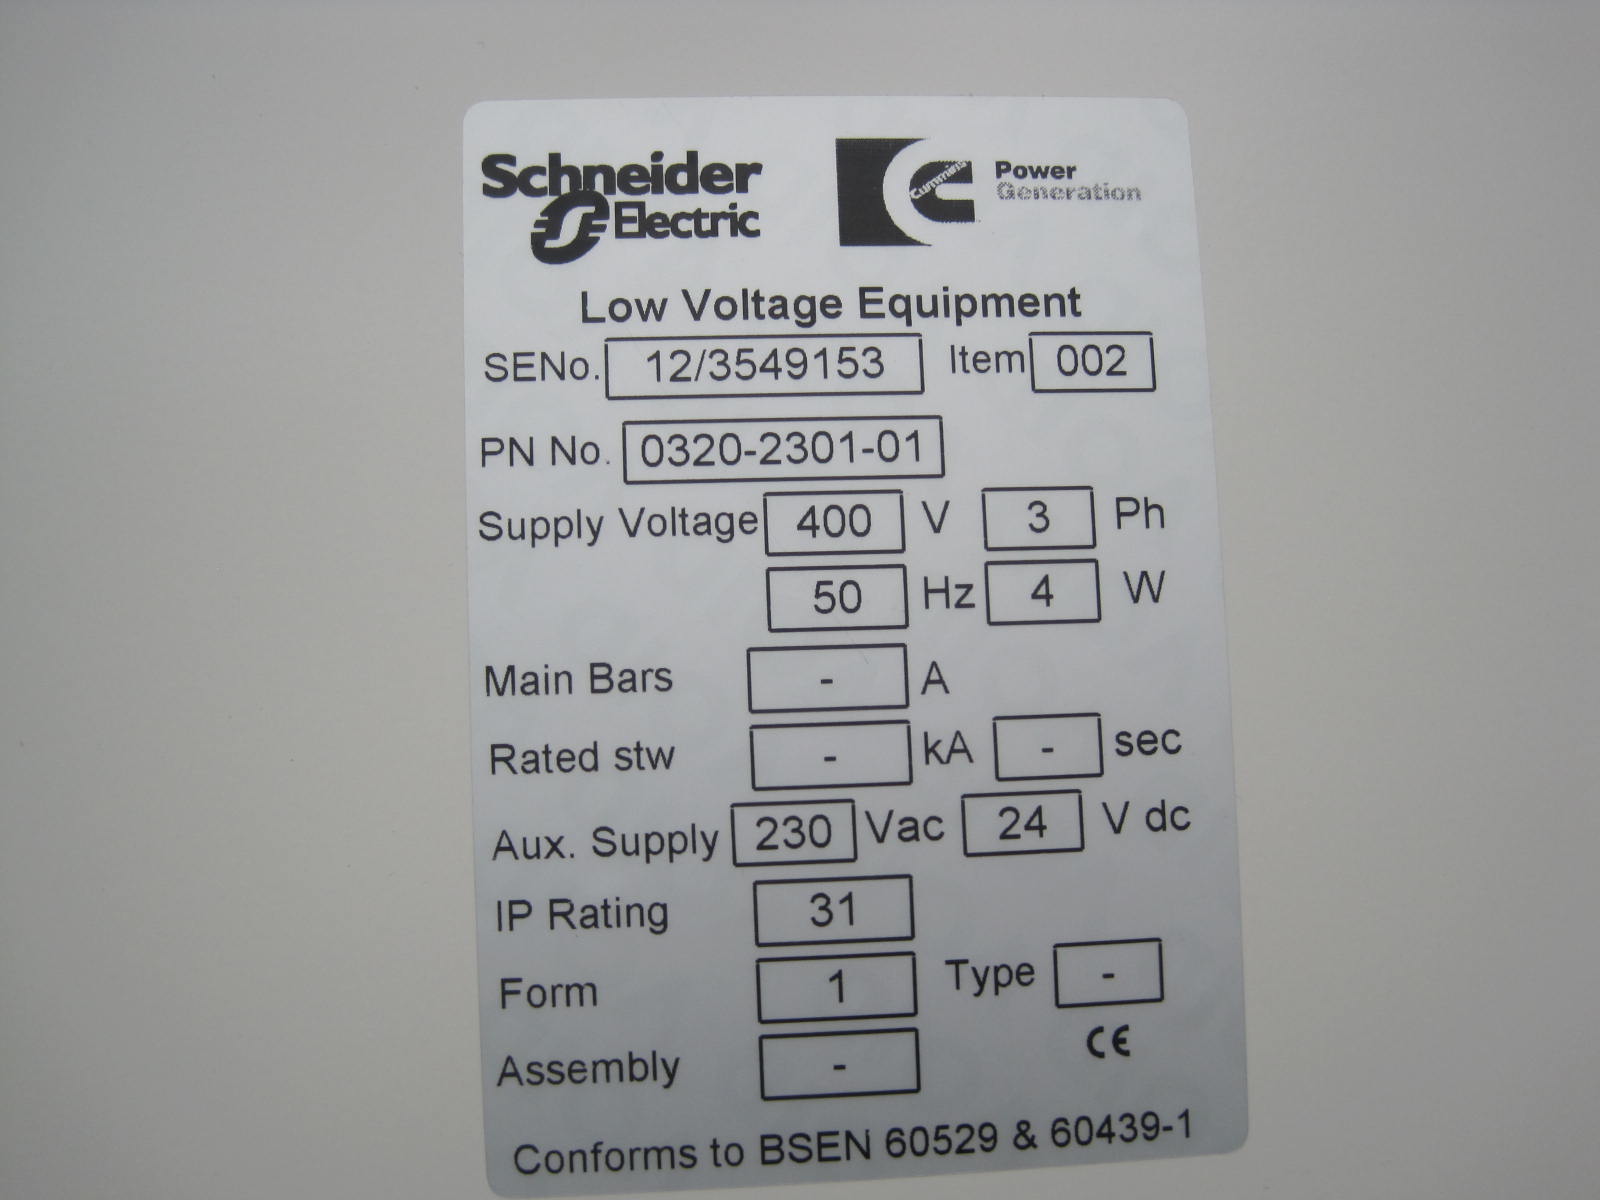 Schneider
Electric
Cummins
Power
Generation
Low Voltage Equipment
SENo. 12/3549153 Item 002
PN No. 0320-2301-01
Supply Voltage 400 V 3 Ph
50 Hz 4 W
Main Bars - A
Rated stw - kA - sec
Aux. Supply 230 Vac 24 V dc
IP Rating 31
Form 1 Type -
CE
Assembly -
Conforms to BSEN 60529 & 60439-1